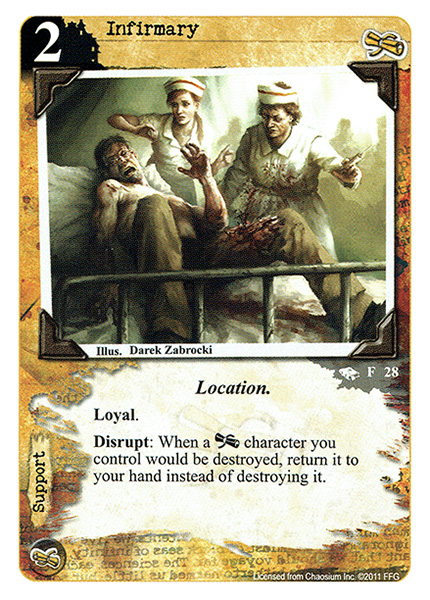 2
Infirmary
Illus. Darek Zabrocki
F 28
Location.
Loyal.
Disrupt: When a character you
control would be destroyed, return it to
your hand instead of destroying it.
Support
Licensed from Chaosium Inc. ©2011 FFG